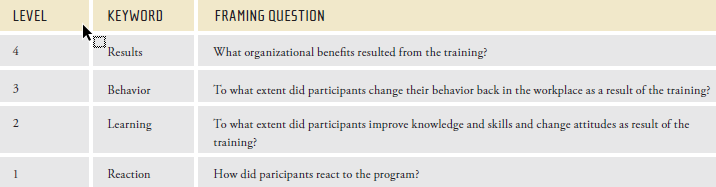 LEVEL KEYWORD FRAMING QUESTION
4 Results What organizational benefits resulted from the training?
3 Behavior To what extent did participants change their behavior back in the workplace as a result of the training?
2 Learning To what extent did participants improve knowledge and skills and change attitudes as result of the
training?
1 Reaction How did paricipants react to the program?